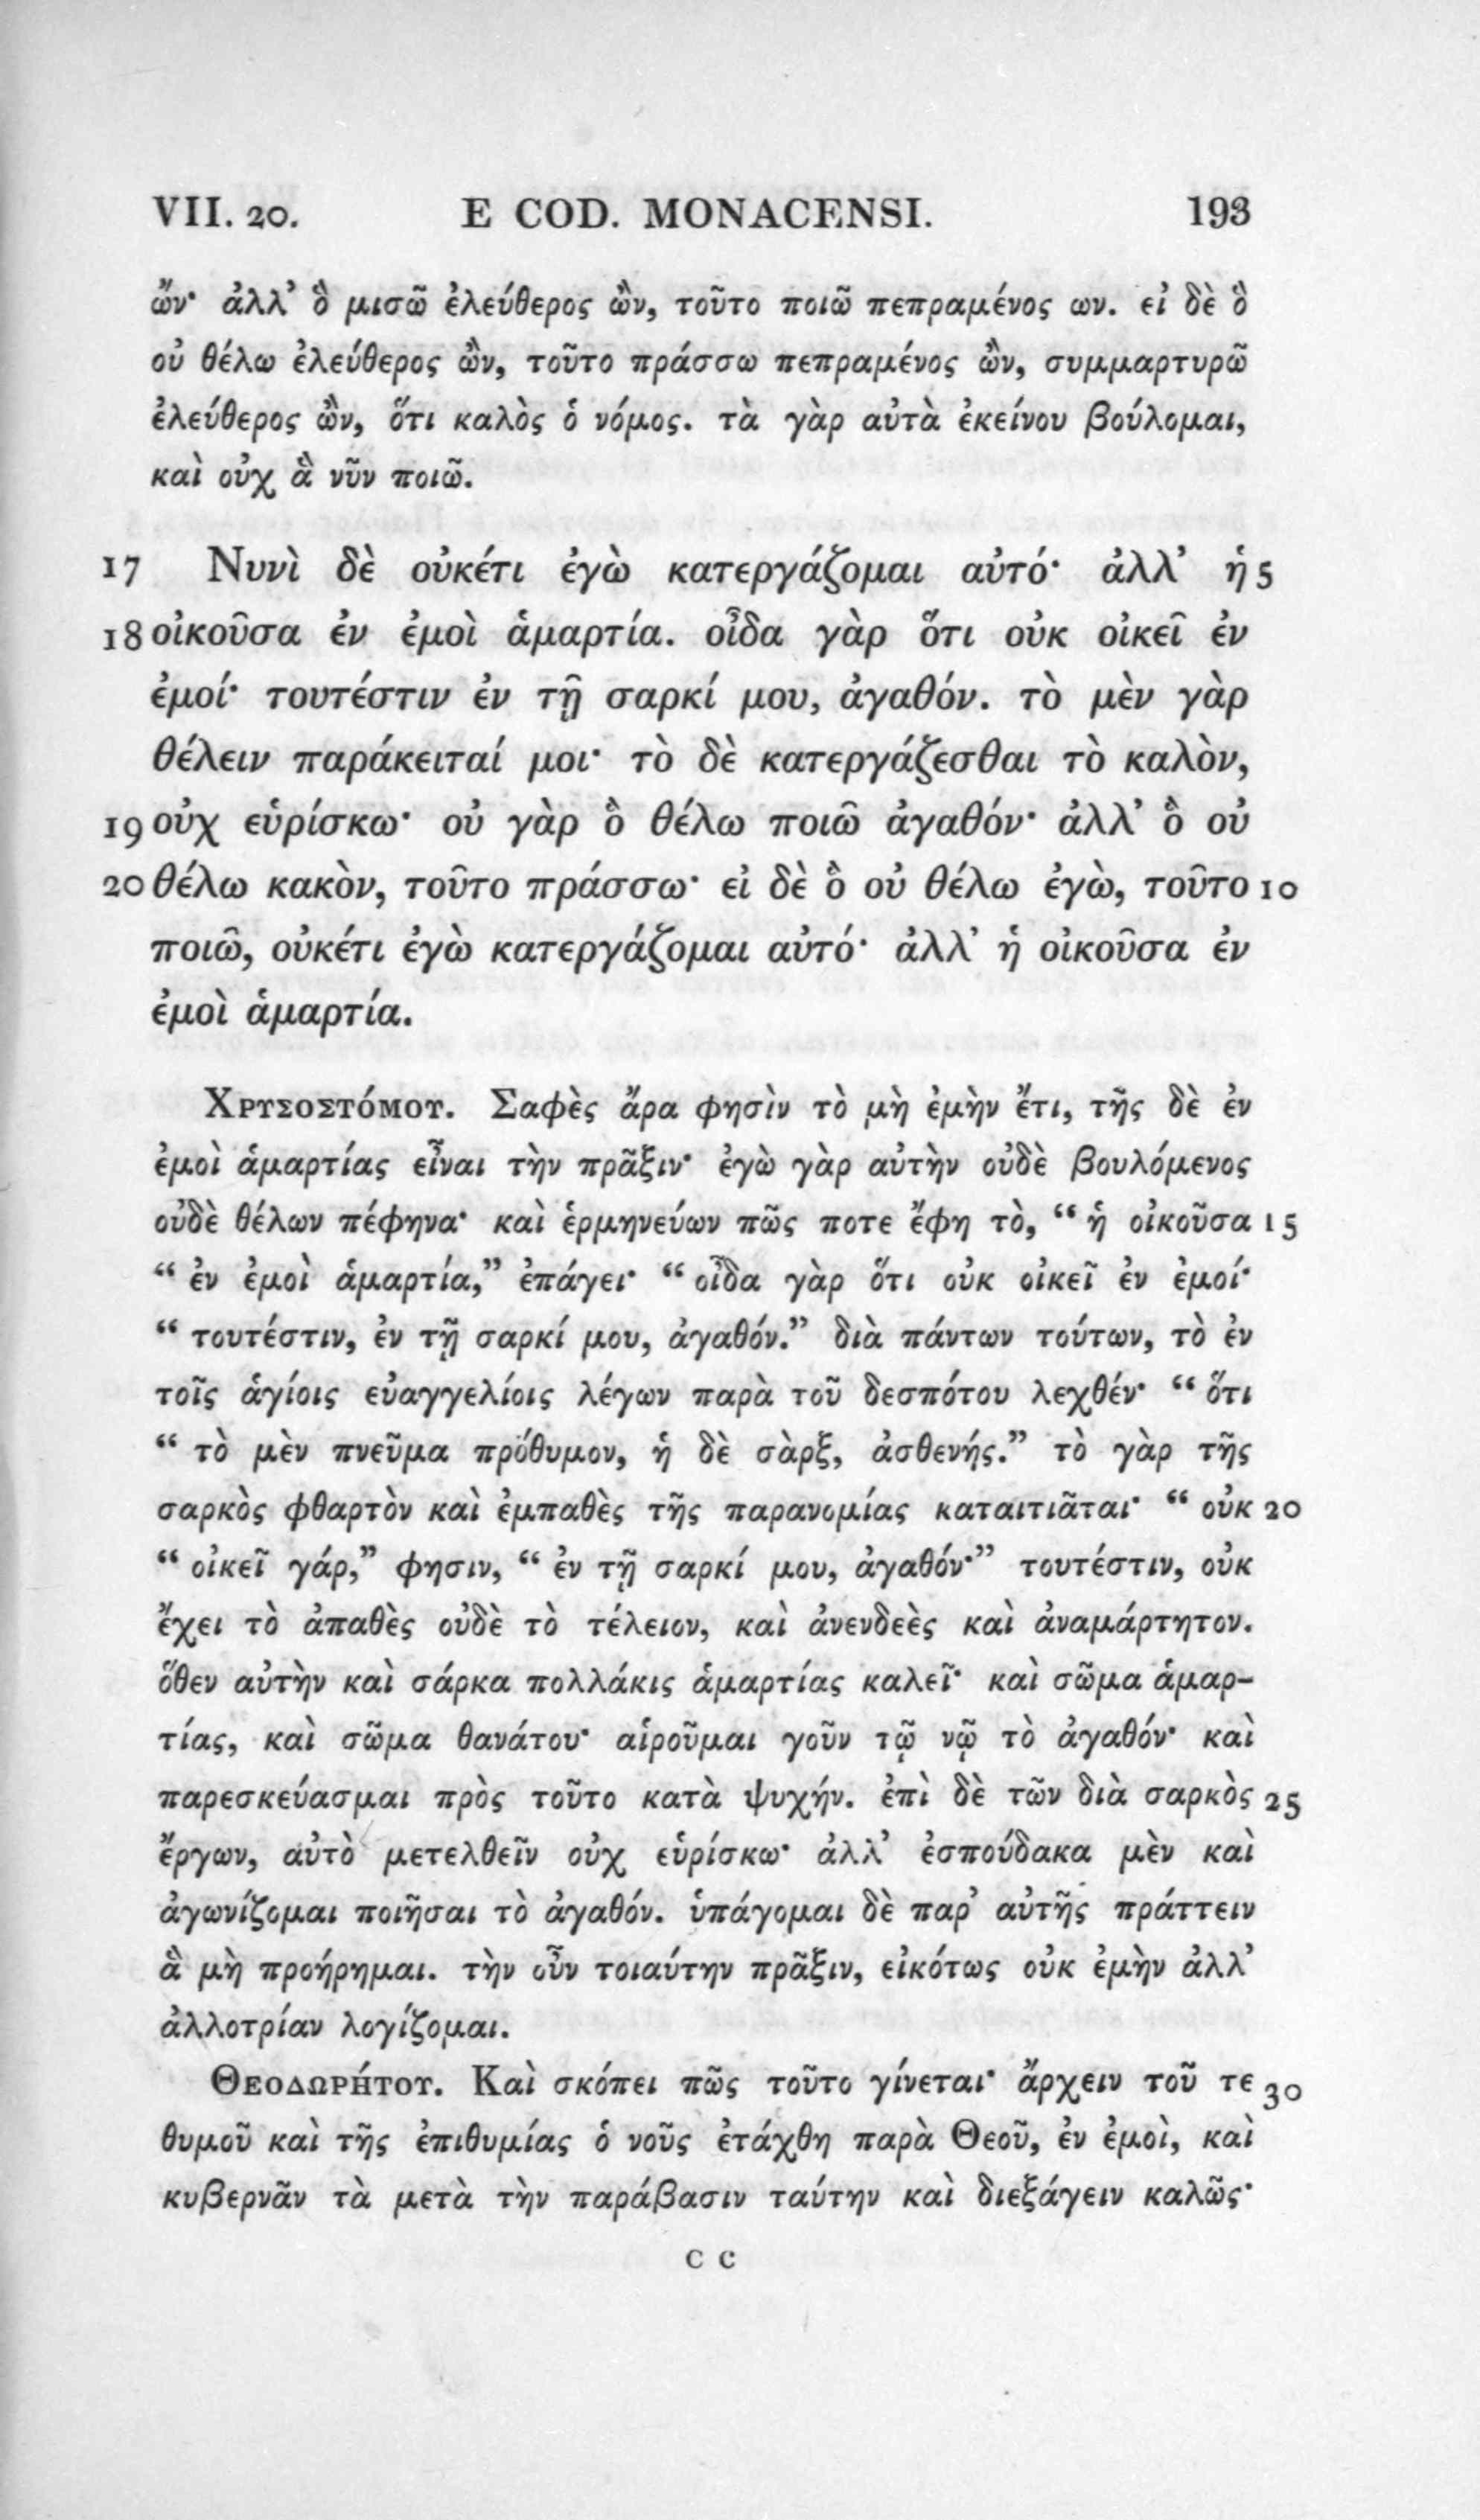 VII. 20. E COD. MONACENSI. 193
ὤν· ἀλλ’ ὃ μισῶ ἐλεύθερος ὢν, τοῦτο ποιῶ πεπραμένος ων. εἰ δὲ ὃ
οὐ θέλω ἐλεύθερος ὢν, τοῦτο πράσσω πεπραμένος ὢν, συμμαρτυρῶ
ἐλεύθερος ὢν, ὅτι καλὸς ὁ νόμος. τὰ γὰρ αὐτὰ ἐκείνου βούλομαι,
καὶ οὐχ ἃ νῦν ποιῶ.
17 Νυνὶ δὲ οὐκέτι ἐγὼ κατεργάζομαι αὐτό· ἀλλ’ ἡ 5
18 οἰκοῦσα ἐν ἐμοὶ ἁμαρτία. οἶδα γὰρ ὅτι οὐκ οἰκεῖ ἐν
ἐμοί· τουτέστιν ἐν τῇ σαρκί μου, ἀγαθόν. τὸ μὲν γὰρ
θέλειν παράκειταί μοι· τὸ δὲ κατεργάζεσθαι τὸ καλὸν,
19 οὐχ εὑρίσκω· οὐ γὰρ ὃ θέλω ποιῶ ἀγαθόν· ἀλλ’ ὃ οὐ
20 θέλω κακὸν, τοῦτο πράσσω· εἰ δὲ ὃ οὐ θέλω ἐγὼ, τοῦτο 10
ποιῶ, οὐκέτι ἐγὼ κατεργάζομαι αὐτό· ἀλλ’ ἡ οἰκοῦσα ἐν
ἐμοὶ ἁμαρτία.
Χρυσοστόμου. Σαφὲς ἄρα φησὶν τὸ μὴ ἐμὴν ἔτι, τῆς δὲ ἐν
ἐμοὶ ἁμαρτίας εἶναι τὴν πρᾶξιν· ἐγὼ γὰρ αὐτὴν οὐδὲ βουλόμενος
οὐδὲ θέλων πέφηνα· καὶ ἑρμηνεύων πῶς ποτε ἔφη τὸ, “ ἡ οἰκοῦσα 15
“ ἐν ἐμοὶ ἁμαρτία,” ἐπάγει· “ οἶδα γὰρ ὅτι οὐκ οἰκεῖ ἐν ἐμοί·
“ τουτέστιν, ἐν τῇ σαρκί μου, ἀγαθόν.” διὰ πάντων τούτων, τὸ ἐν
τοῖς ἁγίοις εὐαγγελίοις λέγων παρὰ τοῦ δεσπότου λεχθέν· “ ὅτι
“ τὸ μὲν πνεῦμα πρόθυμον, ἡ δὲ σὰρξ, ἀσθενής.” τὸ γὰρ τῆς
σαρκὸς φθαρτὸν καὶ ἐμπαθὲς τῆς παρανομίας καταιτιᾶται· “ οὐκ 20
“ οἰκεῖ γάρ,” φησιν, “ ἐν τῇ σαρκί μου, ἀγαθόν·” τουτέστιν, οὐκ
ἔχει τὸ ἀπαθὲς οὐδὲ τὸ τέλειον, καὶ ἀνενδεὲς καὶ ἀναμάρτητον.
ὅθεν αὐτὴν καὶ σάρκα πολλάκις ἁμαρτίας καλεῖ· καὶ σῶμα ἁμαρ-
τίας, καὶ σῶμα θανάτου· αἱροῦμαι γοῦν τῷ νῷ τὸ ἀγαθόν· καὶ
παρεσκεύασμαι πρὸς τοῦτο κατὰ ψυχήν. ἐπὶ δὲ τῶν διὰ σαρκὸς 25
ἔργων, αὐτὸ μετελθεῖν οὐχ εὑρίσκω· ἀλλ’ ἐσπούδακα μὲν καὶ
ἀγωνίζομαι ποιῆσαι τὸ ἀγαθόν. ὑπάγομαι δὲ παρ’ αὐτῆς πράττειν
ἃ μὴ προήρημαι. τὴν οὖν τοιαύτην πρᾶξιν, εἰκότως οὐκ ἐμὴν ἀλλ’
ἀλλοτρίαν λογίζομαι.
Θεοδωρήτου. Καὶ σκόπει πῶς τοῦτο γίνεται· ἄρχειν τοῦ τε 30
θυμοῦ καὶ τῆς ἐπιθυμίας ὁ νοῦς ἐτάχθη παρὰ Θεοῦ, ἐν ἐμοὶ, καὶ
κυβερνᾶν τὰ μετὰ τὴν παράβασιν ταύτην καὶ διεξάγειν καλῶς·
C C